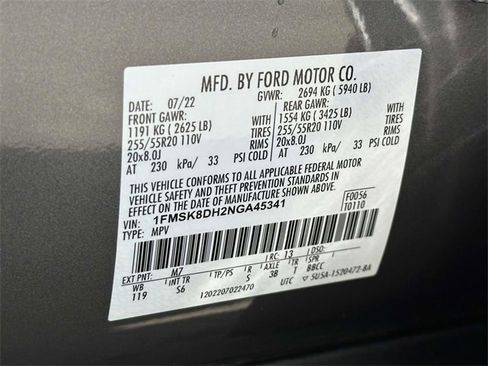 MFD. BY FORD MOTOR CO.
DATE: 07/22 GVWR: 2694 KG ( 5940 LB)
FRONT GAWR: REAR GAWR:
1191 KG ( 2625 LB) WITH 1554 KG ( 3425 LB) WITH
255/55R20 110V TIRES 255/55R20 110V TIRES
20x8.0J RIMS 20x8.0J RIMS
AT 230 kPa/ 33 PSI COLD AT 230 kPa/ 33 PSI COLD
THIS VEHICLE CONFORMS TO ALL APPLICABLE FEDERAL MOTOR
VEHICLE SAFETY AND THEFT PREVENTION STANDARDS IN
EFFECT ON THE DATE OF MANUFACTURE SHOWN ABOVE.
VIN: 1FMSK8DH2NGA45341 F0056
TYPE: MPV T0110
EXT PNT: M7 RC: 13 DSO:
WB INT TR TP/PS R AXLE TR SPR
119 S6 S 3B T BBCC
1202207022470 UTC 5USA-1520472-BA